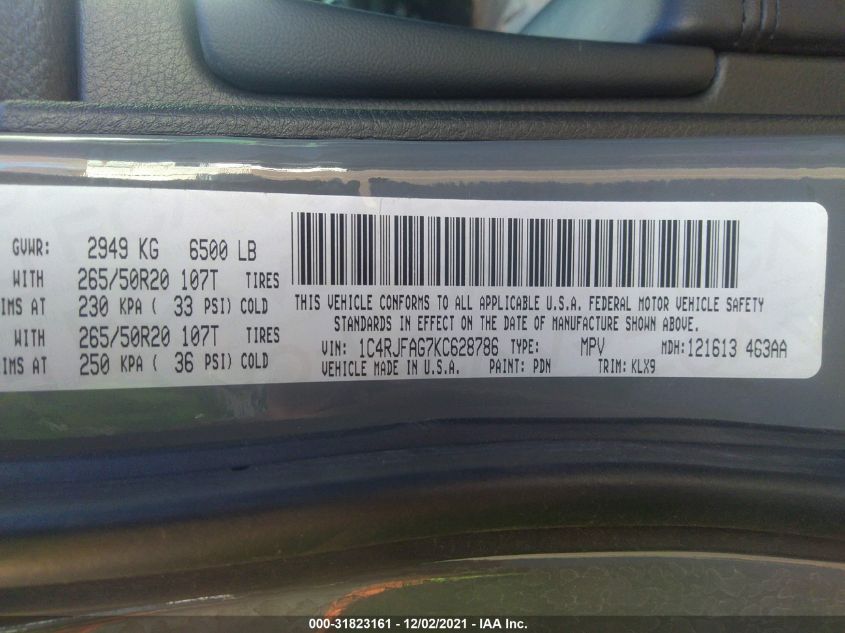 GVWR: 2949 KG 6500 LB
WITH 265/50R20 107T TIRES
IMS AT 230 KPA ( 33 PSI) COLD
WITH 265/50R20 107T TIRES
IMS AT 250 KPA ( 36 PSI) COLD
THIS VEHICLE CONFORMS TO ALL APPLICABLE U.S.A. FEDERAL MOTOR VEHICLE SAFETY
STANDARDS IN EFFECT ON THE DATE OF MANUFACTURE SHOWN ABOVE.
VIN: 1C4RJFAG7KC628786 TYPE: MPV MDH: 121613 463AA
VEHICLE MADE IN U.S.A. PAINT: PDN TRIM: KLX9
000-31823161 - 12/02/2021 - IAA Inc.